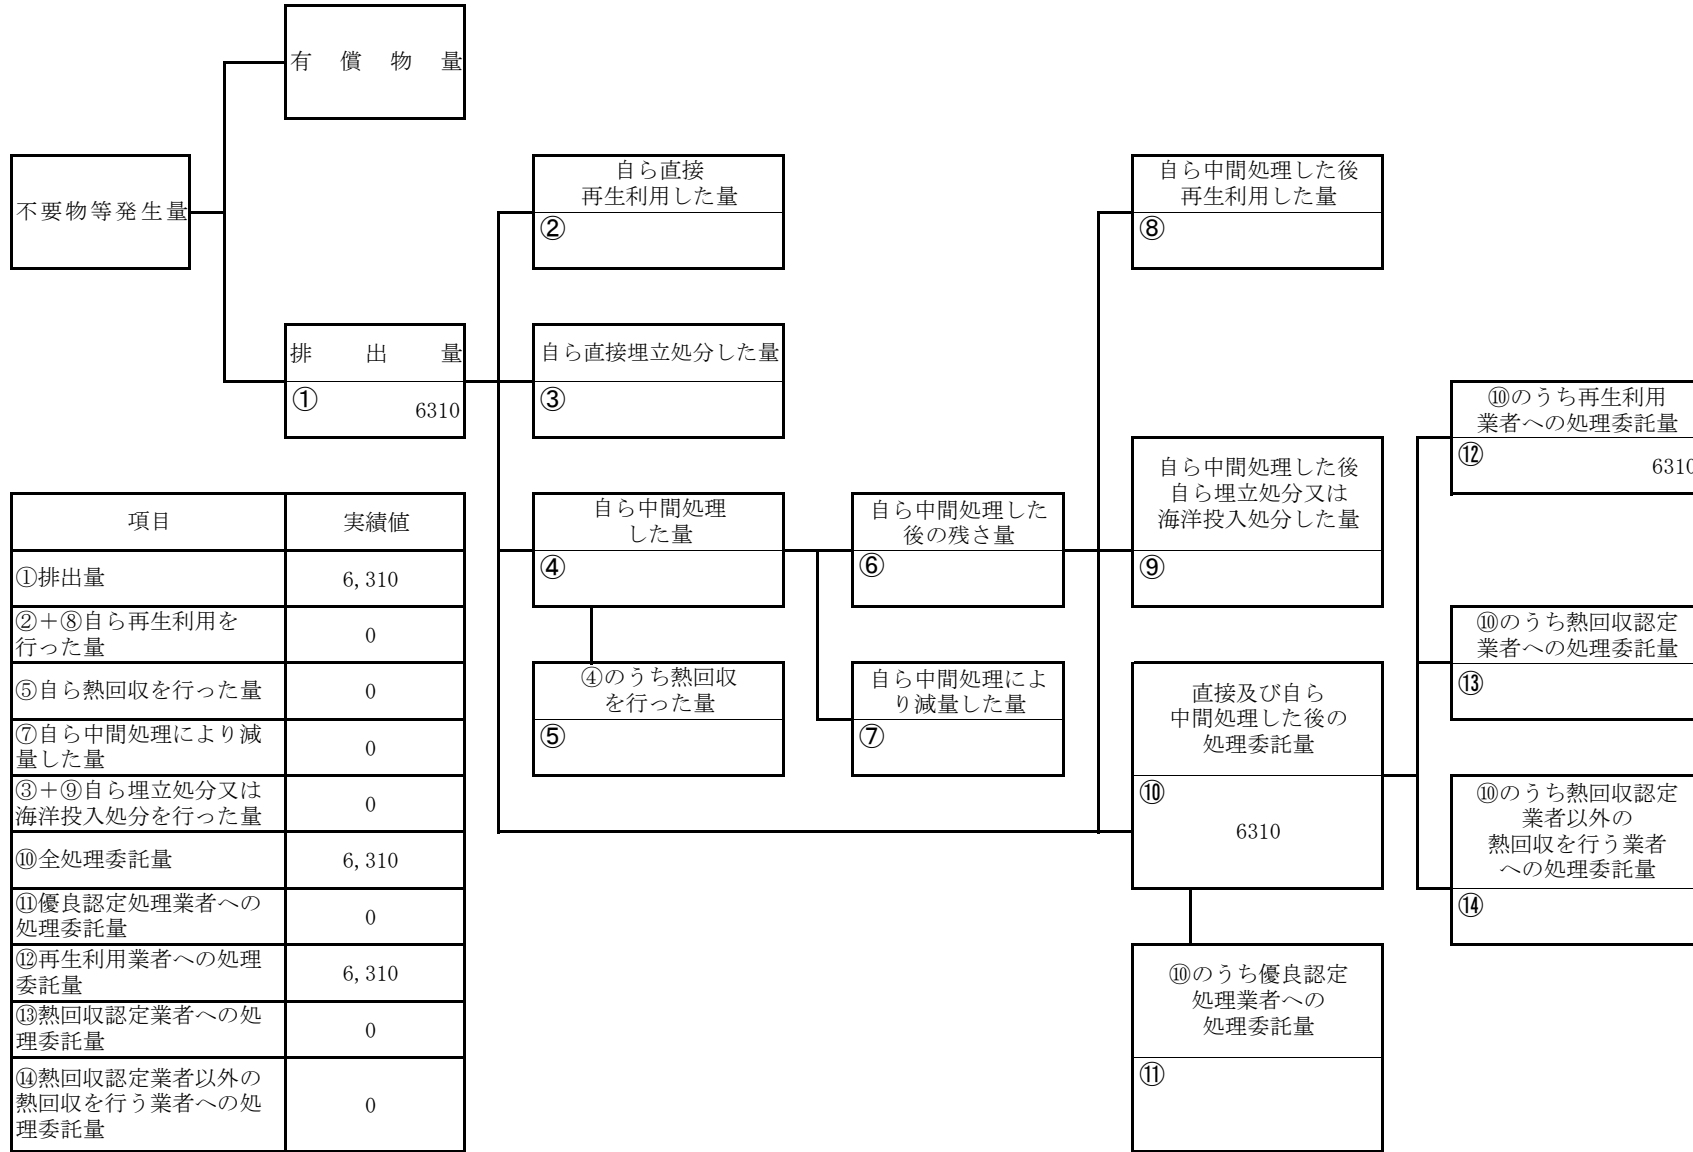 有償物量
不要物等発生量
自ら直接
再生利用した量
②
自ら中間処理した後
再生利用した量
⑧
排出量
①
6310
自ら直接埋立処分した量
③
⑩のうち再生利用
業者への処理委託量
⑫
6310
自ら中間処理
した量
④
自ら中間処理した
後の残さ量
⑥
自ら中間処理した後
自ら埋立処分又は
海洋投入処分した量
⑨
④のうち熱回収
を行った量
⑤
自ら中間処理によ
り減量した量
⑦
直接及び自ら
中間処理した後の
処理委託量
⑩
6310
⑩のうち熱回収認定
業者への処理委託量
⑬
⑩のうち熱回収認定
業者以外の
熱回収を行う業者
への処理委託量
⑭
⑩のうち優良認定
処理業者への
処理委託量
⑪
項目 実績値
①排出量 6,310
②+⑧自ら再生利用を
行った量 0
⑤自ら熱回収を行った量 0
⑦自ら中間処理により減
量した量 0
③+⑨自ら埋立処分又は
海洋投入処分を行った量 0
⑩全処理委託量 6,310
⑪優良認定処理業者への
処理委託量 0
⑫再生利用業者への処理
委託量 6,310
⑬熱回収認定業者への処
理委託量 0
⑭熱回収認定業者以外の
熱回収を行う業者への処
理委託量 0